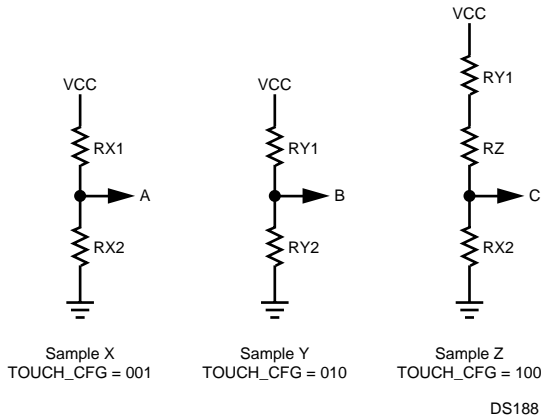 VCC
RY1
VCC
VCC
RX1
RY1
RZ
A
B
C
RX2
RY2
RX2
Sample X
TOUCH_CFG = 001
Sample Y
TOUCH_CFG = 010
Sample Z
TOUCH_CFG = 100
DS188